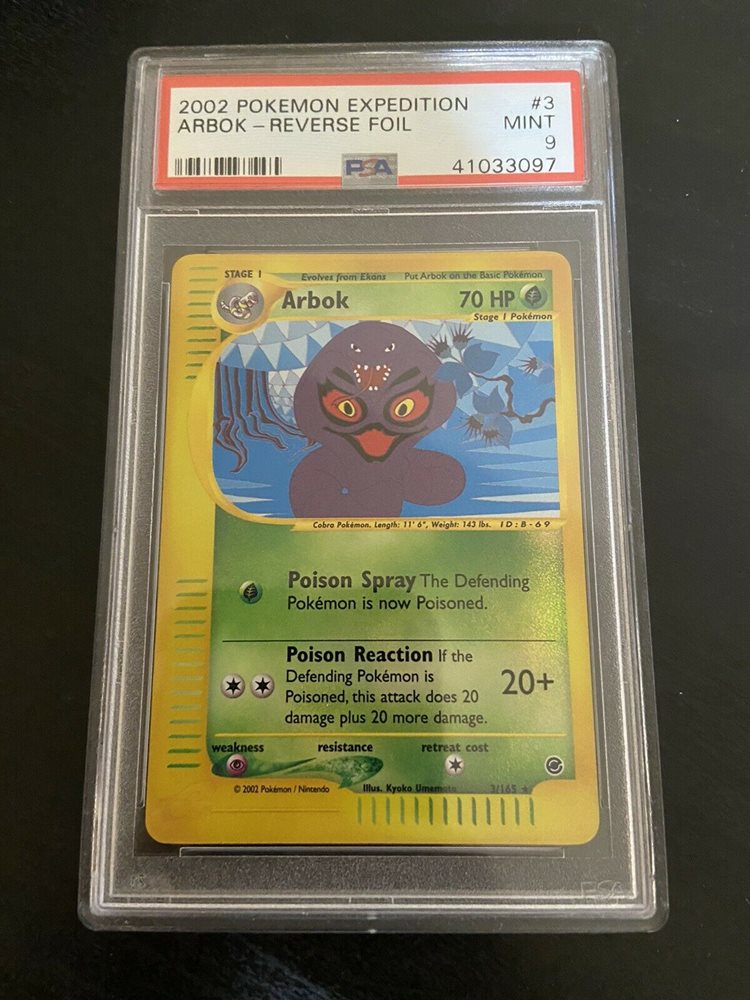 2002 POKEMON EXPEDITION #3
ARBOK – REVERSE FOIL MINT
9
PSA 41033097
STAGE 1 Evolves from Ekans Put Arbok on the Basic Pokémon
Arbok 70 HP
Stage 1 Pokémon
Cobra Pokémon. Length: 11' 6", Weight: 143 lbs. ID:B-69
Poison Spray The Defending
Pokémon is now Poisoned.
Poison Reaction If the
Defending Pokémon is
Poisoned, this attack does 20
damage plus 20 more damage.
20+
weakness resistance retreat cost
© 2002 Pokémon / Nintendo Illus. Kyoko Umemoto 3/165 ★
PSA